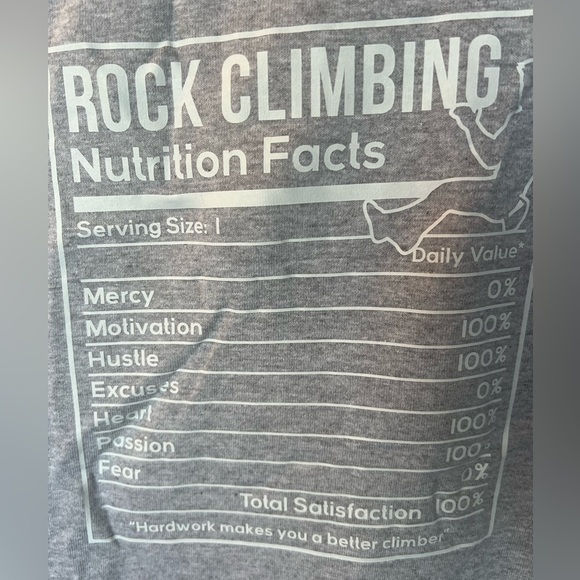 ROCK CLIMBING
Nutrition Facts
Serving Size: 1
Daily Value*
Mercy 0%
Motivation 100%
Hustle 100%
Excuses 0%
Heart 100%
Passion 100%
Fear 0%
Total Satisfaction 100%
"Hardwork makes you a better climber"